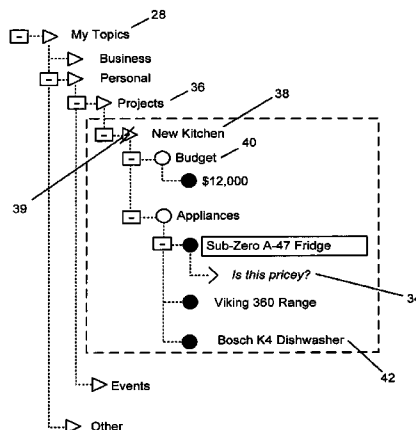 My Topics 28
Business
Personal
Projects 36
38
New Kitchen
Budget 40
$12,000
39
Appliances
Sub-Zero A-47 Fridge
Is this pricey?
34
Viking 360 Range
Bosch K4 Dishwasher
42
Events
Other